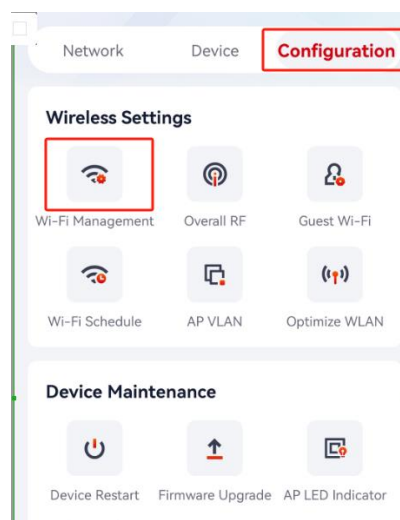 Network Device Configuration
Wireless Settings
Wi-Fi Management Overall RF Guest Wi-Fi
Wi-Fi Schedule AP VLAN Optimize WLAN
Device Maintenance
Device Restart Firmware Upgrade AP LED Indicator